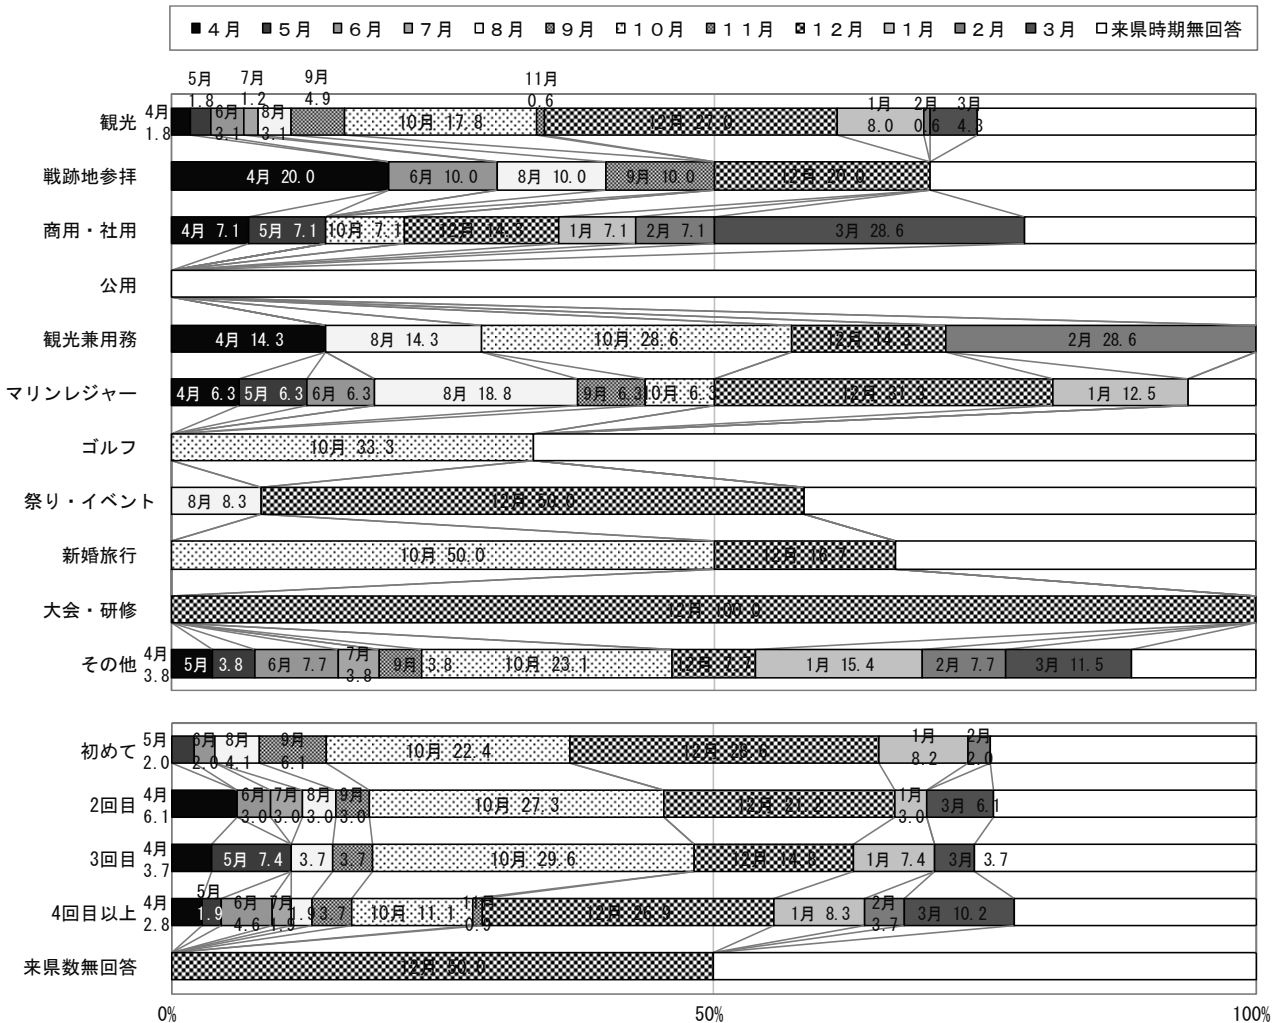 ４月 ５月 ６月 ７月 ８月 ９月 １０月 １１月 １２月 １月 ２月 ３月 来県時期無回答
観光 4月 1.8 5月 1.8 6月 3.1 7月 1.2 8月 3.1 9月 4.9 10月 17.8 11月 0.6 12月 27.0 1月 8.0 2月 0.6 3月 4.3
戦跡地参拝 4月 20.0 6月 10.0 8月 10.0 9月 10.0 12月 20.0
商用・社用 4月 7.1 5月 7.1 10月 7.1 12月 14.3 1月 7.1 2月 7.1 3月 28.6
公用
観光兼用務 4月 14.3 8月 14.3 10月 28.6 12月 14.3 2月 28.6
マリンレジャー 4月 6.3 5月 6.3 6月 6.3 8月 18.8 9月 6.3 10月 6.3 12月 31.3 1月 12.5
ゴルフ 10月 33.3
祭り・イベント 8月 8.3 12月 50.0
新婚旅行 10月 50.0 12月 16.7
大会・研修 12月 100.0
その他 4月 3.8 5月 3.8 6月 7.7 7月 3.8 9月 3.8 10月 23.1 12月 7.7 1月 15.4 2月 7.7 3月 11.5
初めて 5月 2.0 6月 2.0 8月 4.1 9月 6.1 10月 22.4 12月 28.6 1月 8.2 2月 2.0
2回目 4月 6.1 6月 3.0 7月 3.0 8月 3.0 9月 3.0 10月 27.3 12月 21.2 1月 3.0 3月 6.1
3回目 4月 3.7 5月 7.4 3.7 3.7 10月 29.6 12月 14.8 1月 7.4 3月 3.7
4回目以上 4月 2.8 5月 1.9 6月 4.6 7月 1.9 1.9 3.7 10月 11.1 11月 0.9 12月 26.9 1月 8.3 2月 3.7 3月 10.2
来県数無回答 12月 50.0
0% 50% 100%